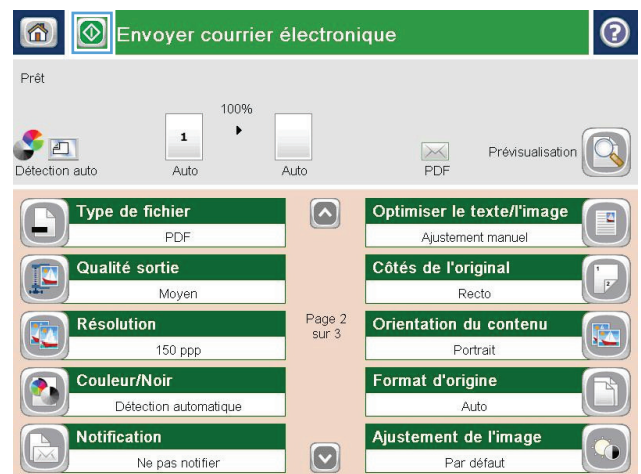 Envoyer courrier électronique
?
Prêt
100%
1
Détection auto
Auto
Auto
PDF
Prévisualisation
Type de fichier
PDF
Optimiser le texte/l'image
Ajustement manuel
Qualité sortie
Moyen
Côtés de l'original
Recto
1
2
Résolution
150 ppp
Page 2
sur 3
Orientation du contenu
Portrait
Couleur/Noir
Détection automatique
Format d'origine
Auto
Notification
Ne pas notifier
Ajustement de l'image
Par défaut